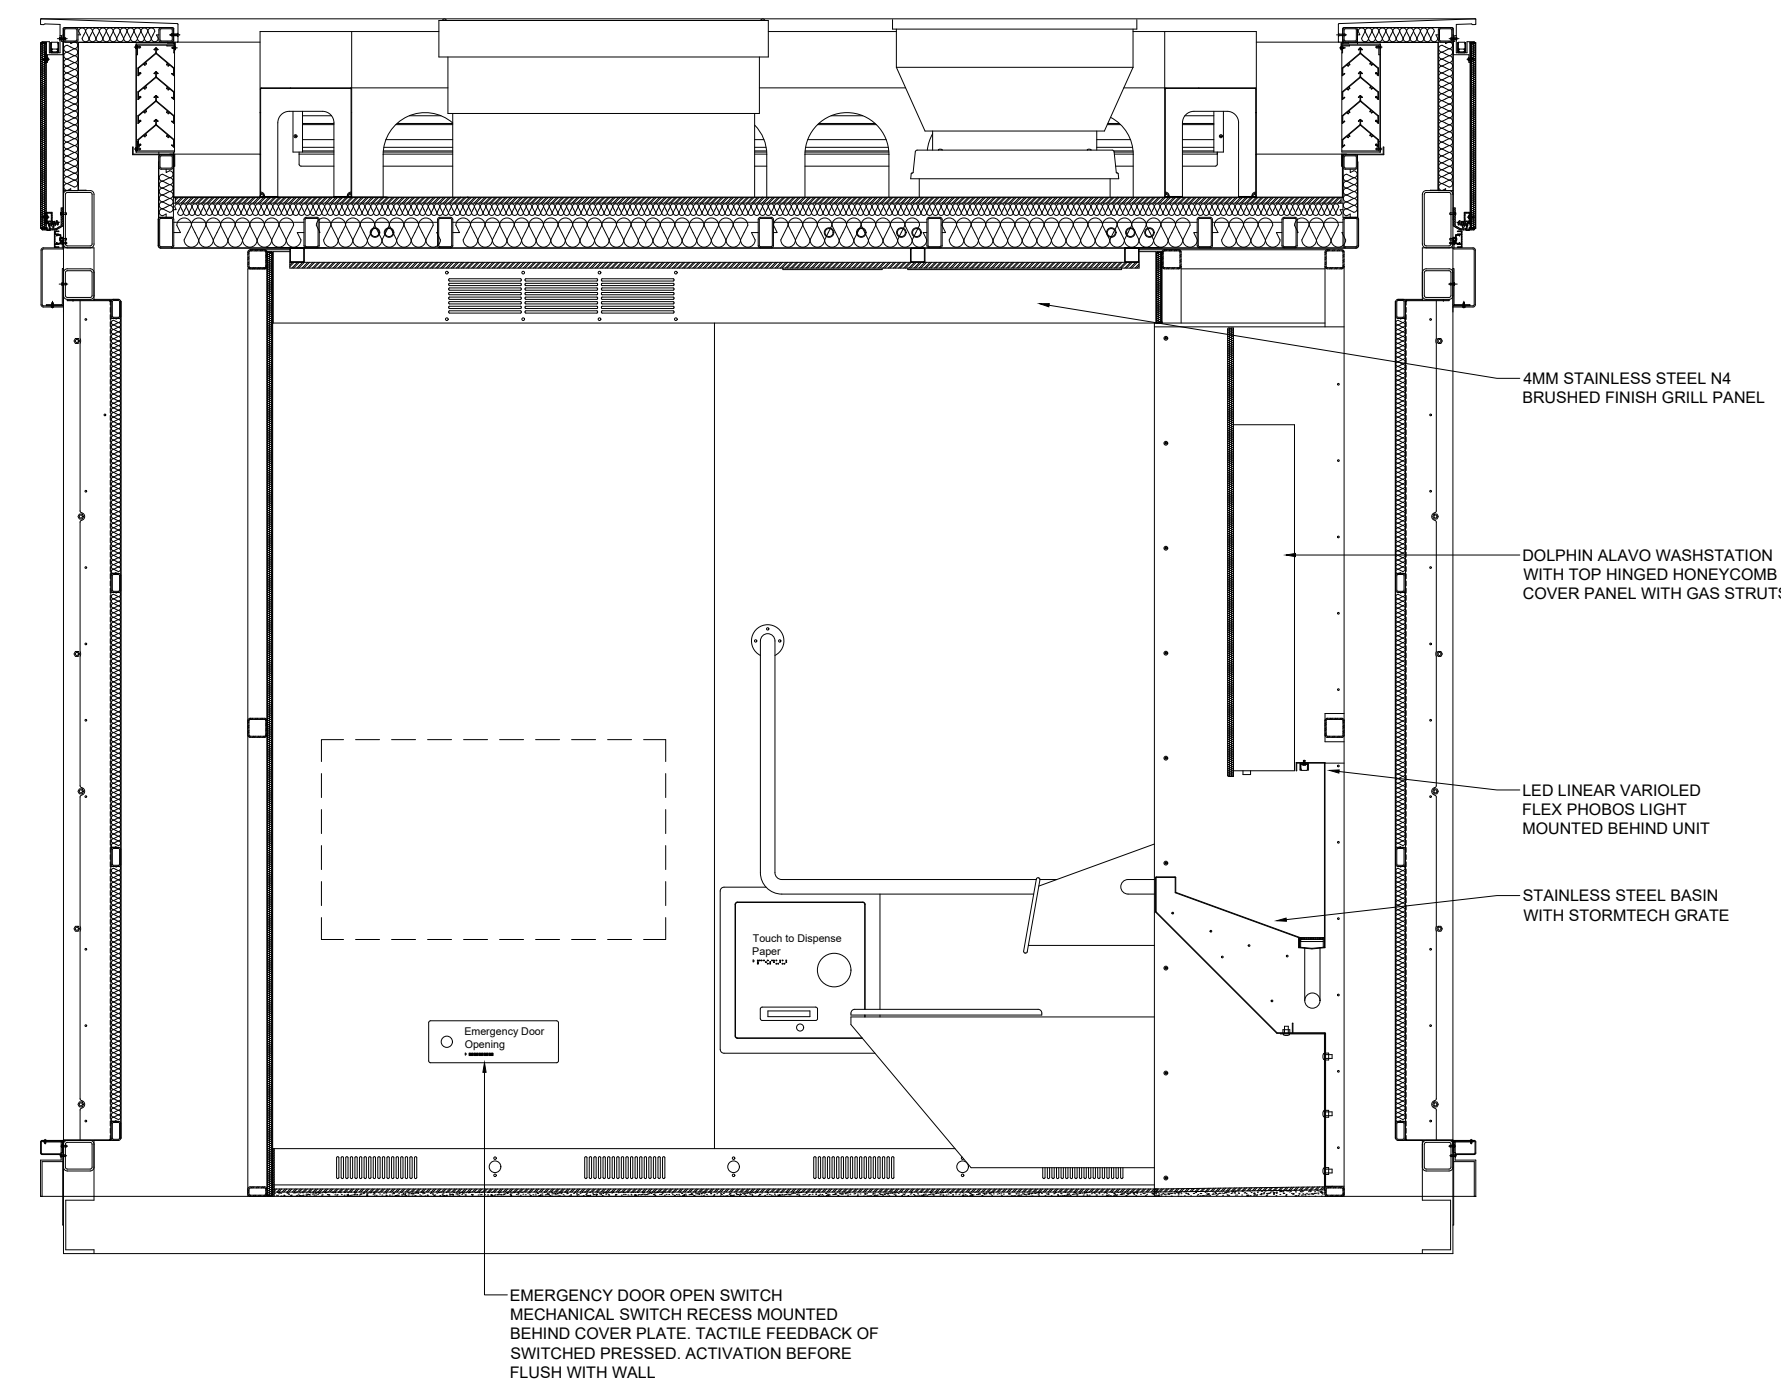 4MM STAINLESS STEEL N4
BRUSHED FINISH GRILL PANEL
DOLPHIN ALAVO WASHSTATION
WITH TOP HINGED HONEYCOMB
COVER PANEL WITH GAS STRUTS
LED LINEAR VARIOLED
FLEX PHOBOS LIGHT
MOUNTED BEHIND UNIT
STAINLESS STEEL BASIN
WITH STORMTECH GRATE
Touch to Dispense
Paper
Emergency Door
Opening
EMERGENCY DOOR OPEN SWITCH
MECHANICAL SWITCH RECESS MOUNTED
BEHIND COVER PLATE. TACTILE FEEDBACK OF
SWITCHED PRESSED. ACTIVATION BEFORE
FLUSH WITH WALL